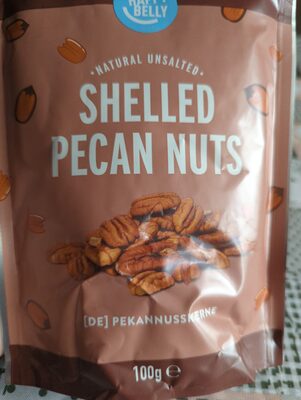 HAPPY
BELLY
• NATURAL UNSALTED •
SHELLED
PECAN NUTS
[DE] PEKANNUSSKERNE
100g ℮